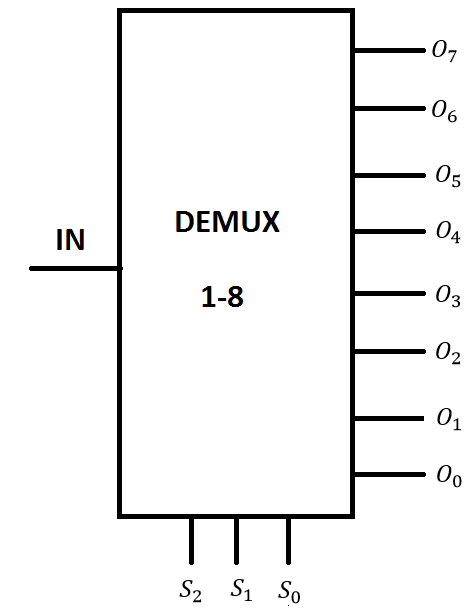 O₇
O₆
O₅
IN
DEMUX
O₄
1-8
O₃
O₂
O₁
O₀
S₂ S₁ S₀